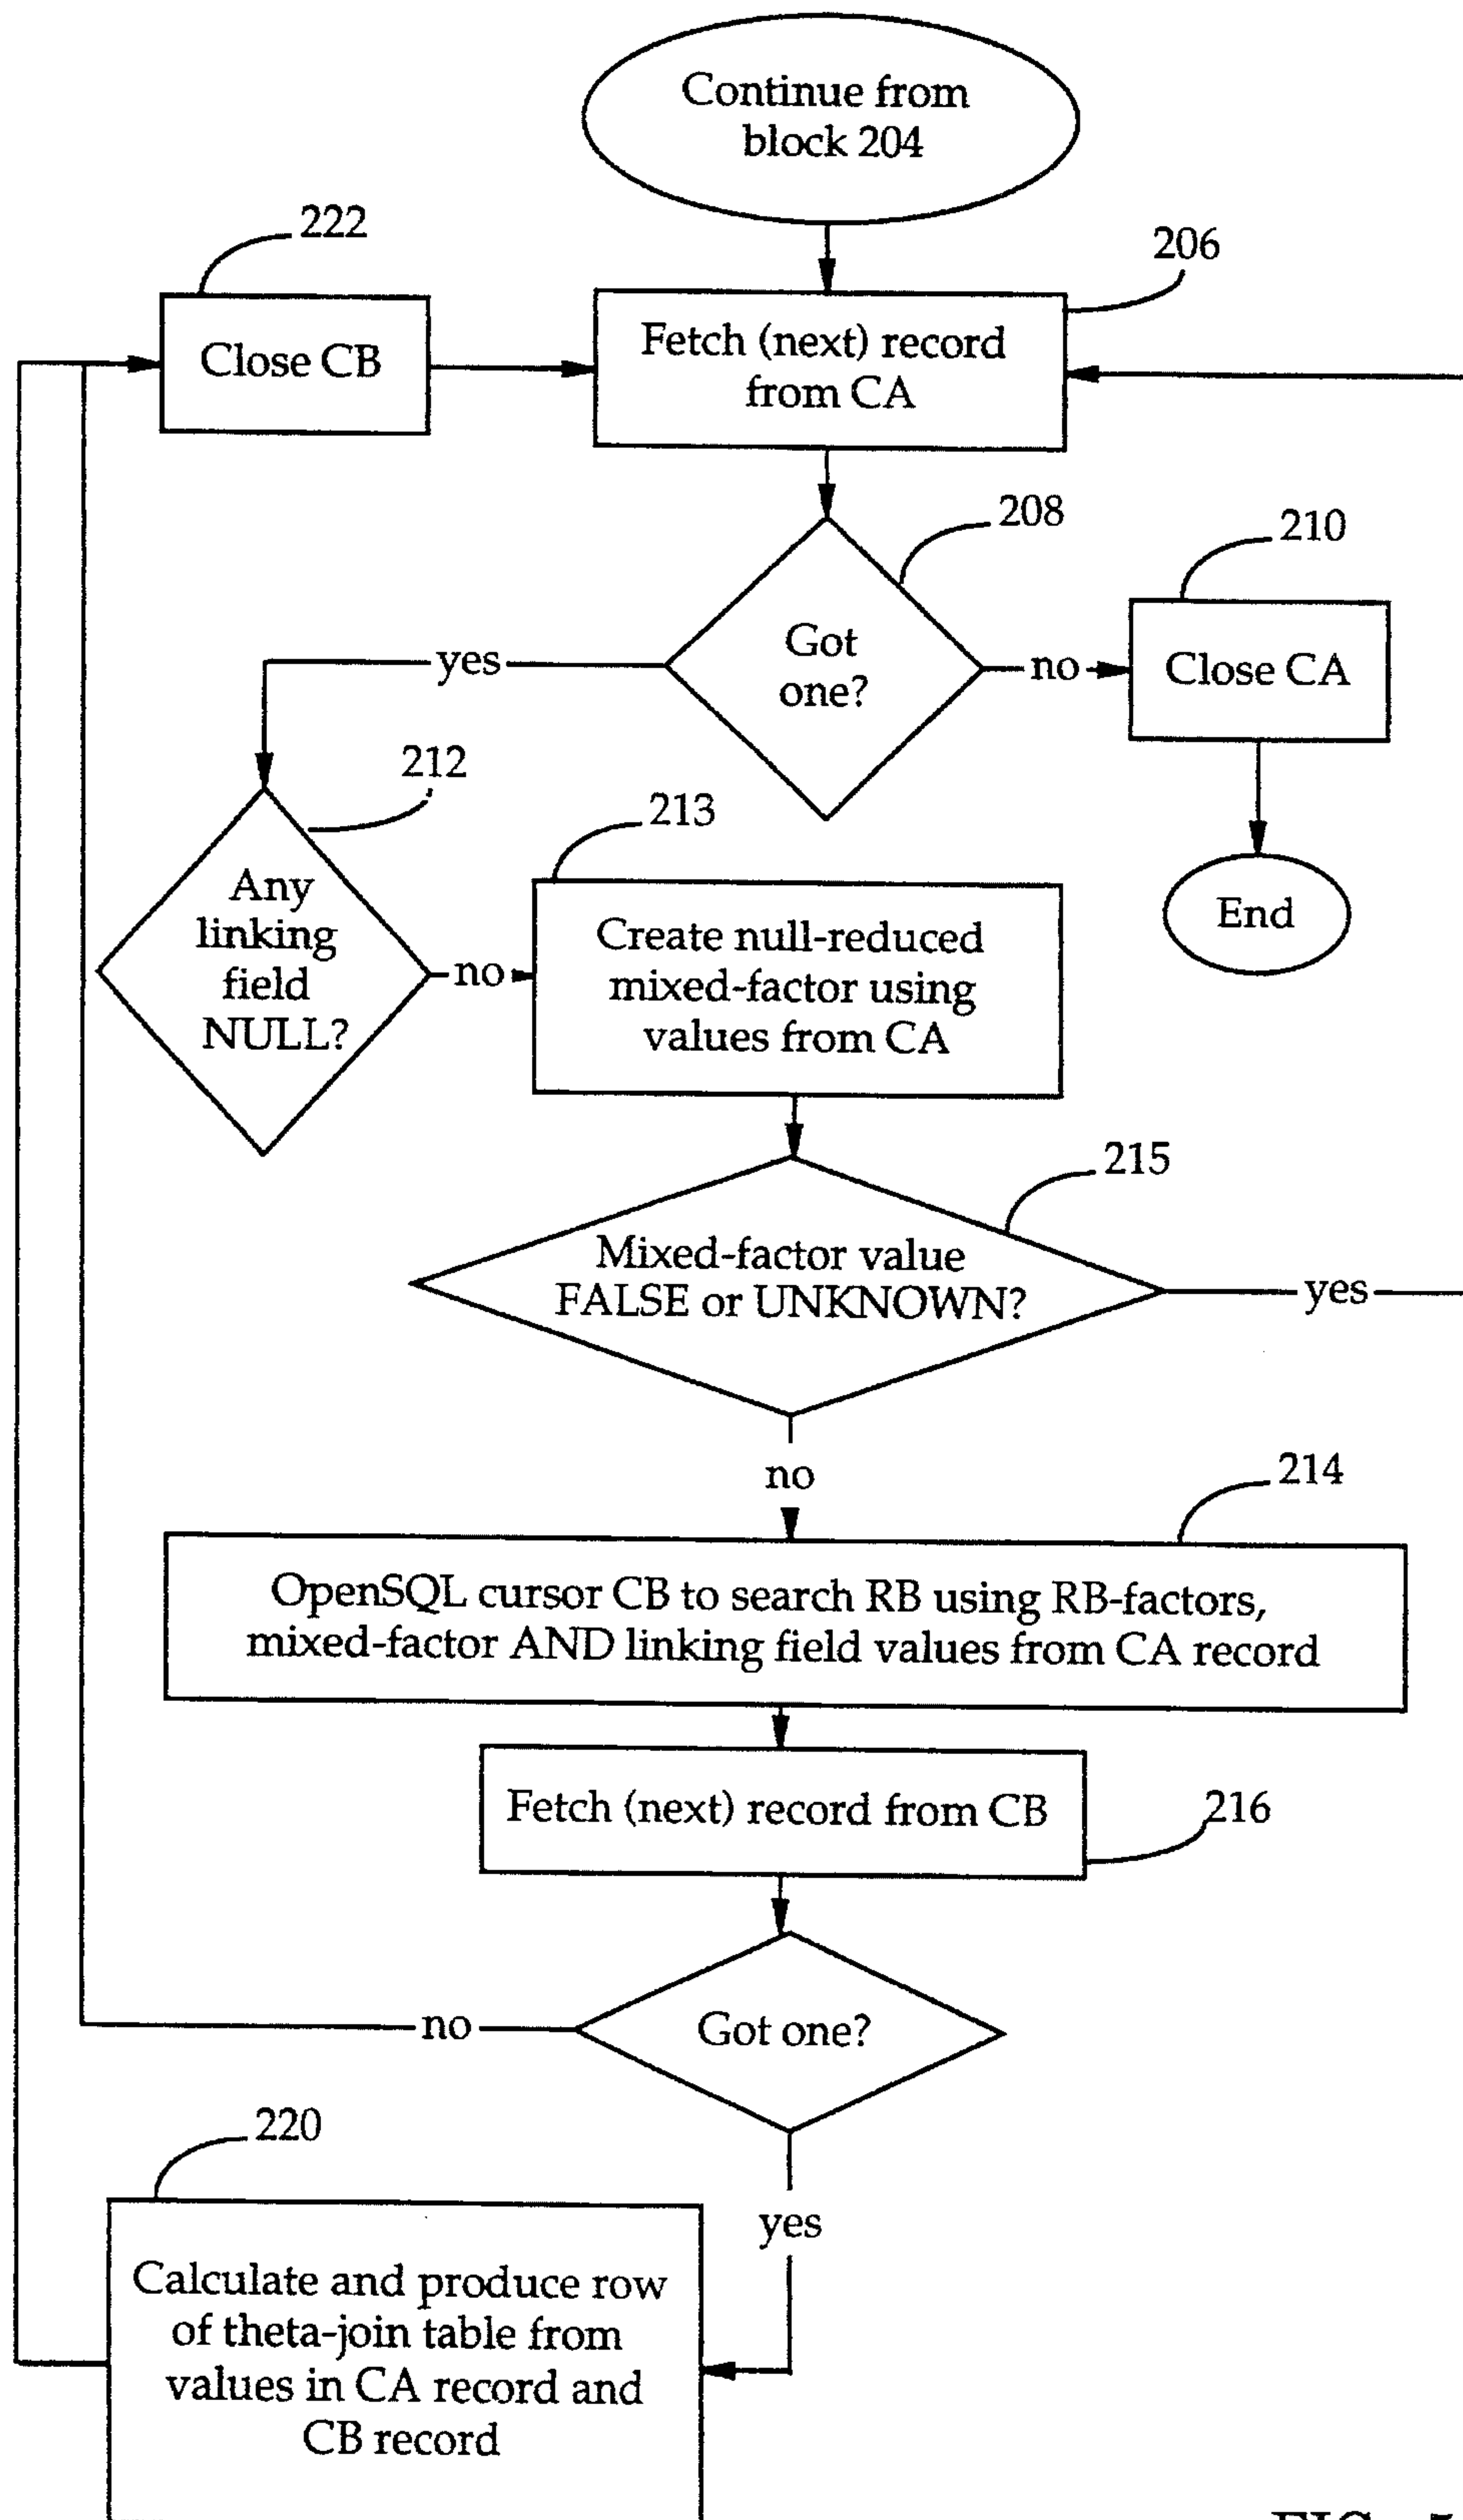 Continue from
block 204
222
206
Close CB
Fetch (next) record
from CA
208
210
Got
one?
yes
no
Close CA
212
213
Any
linking
field
NULL?
no
Create null-reduced
mixed-factor using
values from CA
End
215
Mixed-factor value
FALSE or UNKNOWN?
yes
no
214
OpenSQL cursor CB to search RB using RB-factors,
mixed-factor AND linking field values from CA record
Fetch (next) record from CB
216
Got one?
no
220
yes
Calculate and produce row
of theta-join table from
values in CA record and
CB record